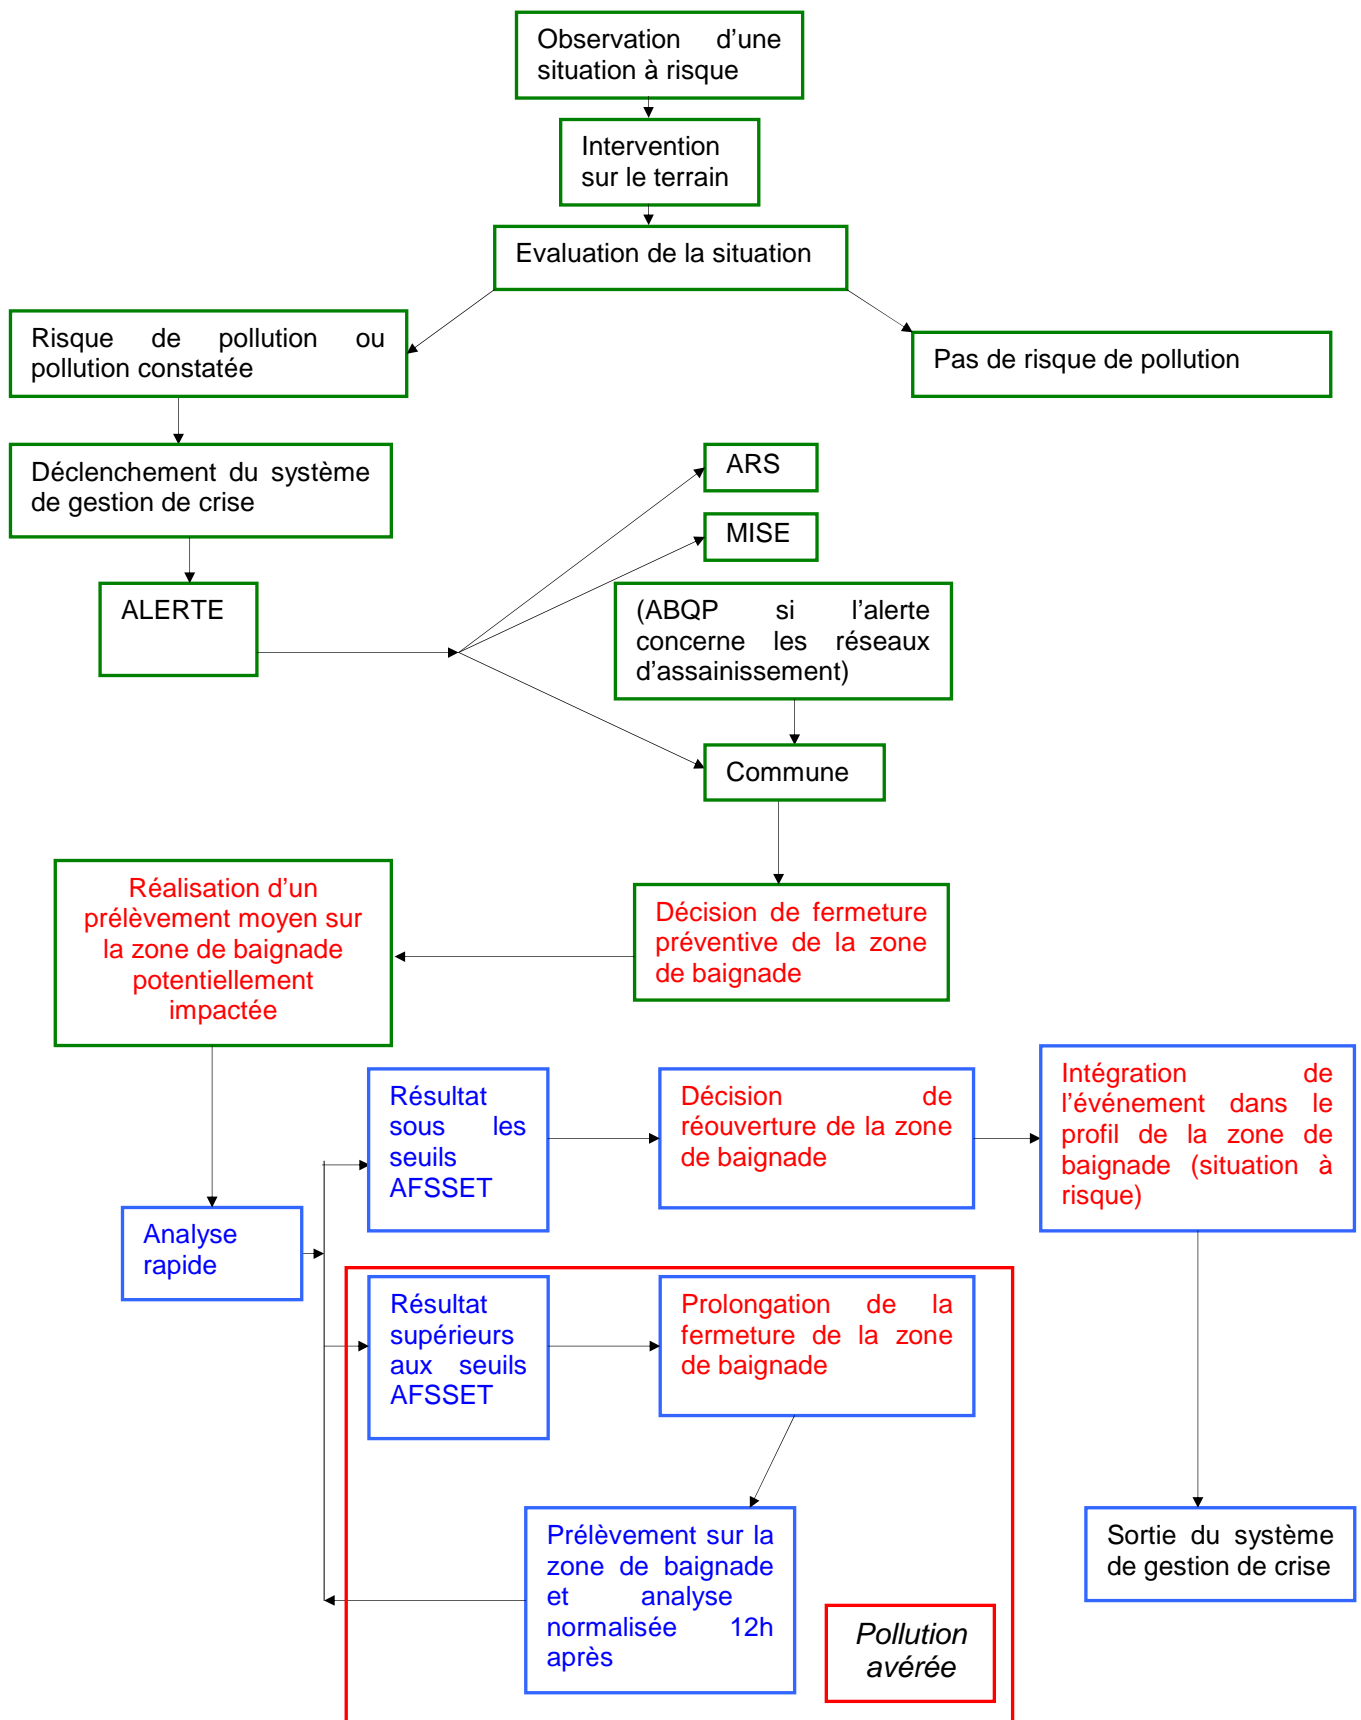 Observation d'une
situation à risque
Intervention
sur le terrain
Evaluation de la situation
Risque de pollution ou
pollution constatée
Pas de risque de pollution
Déclenchement du système
de gestion de crise
ARS
MISE
ALERTE
(ABQP si l'alerte
concerne les réseaux
d'assainissement)
Commune
Réalisation d'un
prélèvement moyen sur
la zone de baignade
potentiellement
impactée
Décision de fermeture
préventive de la zone
de baignade
Résultat
sous les
seuils
AFSSET
Décision de
réouverture de la zone
de baignade
Intégration de
l'événement dans le
profil de la zone de
baignade (situation à
risque)
Analyse
rapide
Résultat
supérieurs
aux seuils
AFSSET
Prolongation de la
fermeture de la zone
de baignade
Prélèvement sur la
zone de baignade
et analyse
normalisée 12h
après
Sortie du système
de gestion de crise
Pollution
avérée